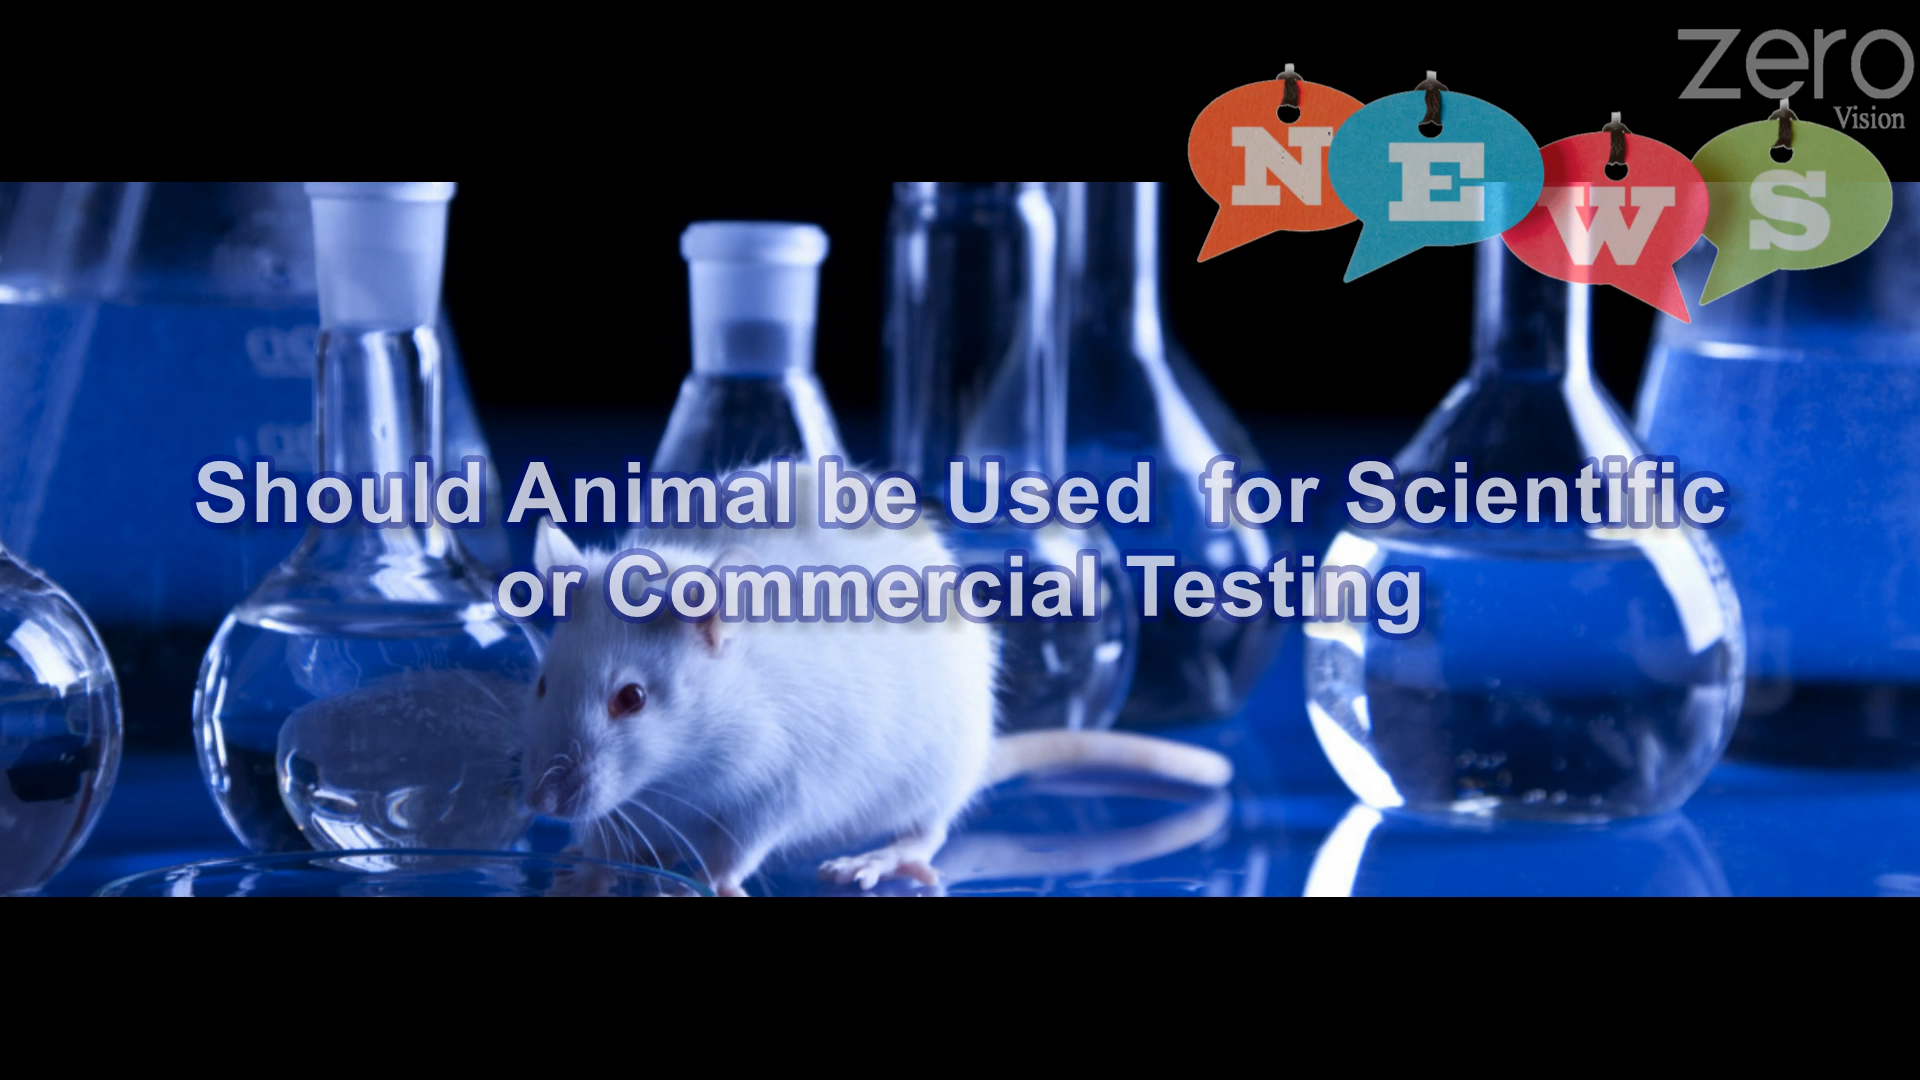 zero
Vision
NEWS
Should Animal be Used  for Scientific
or Commercial Testing